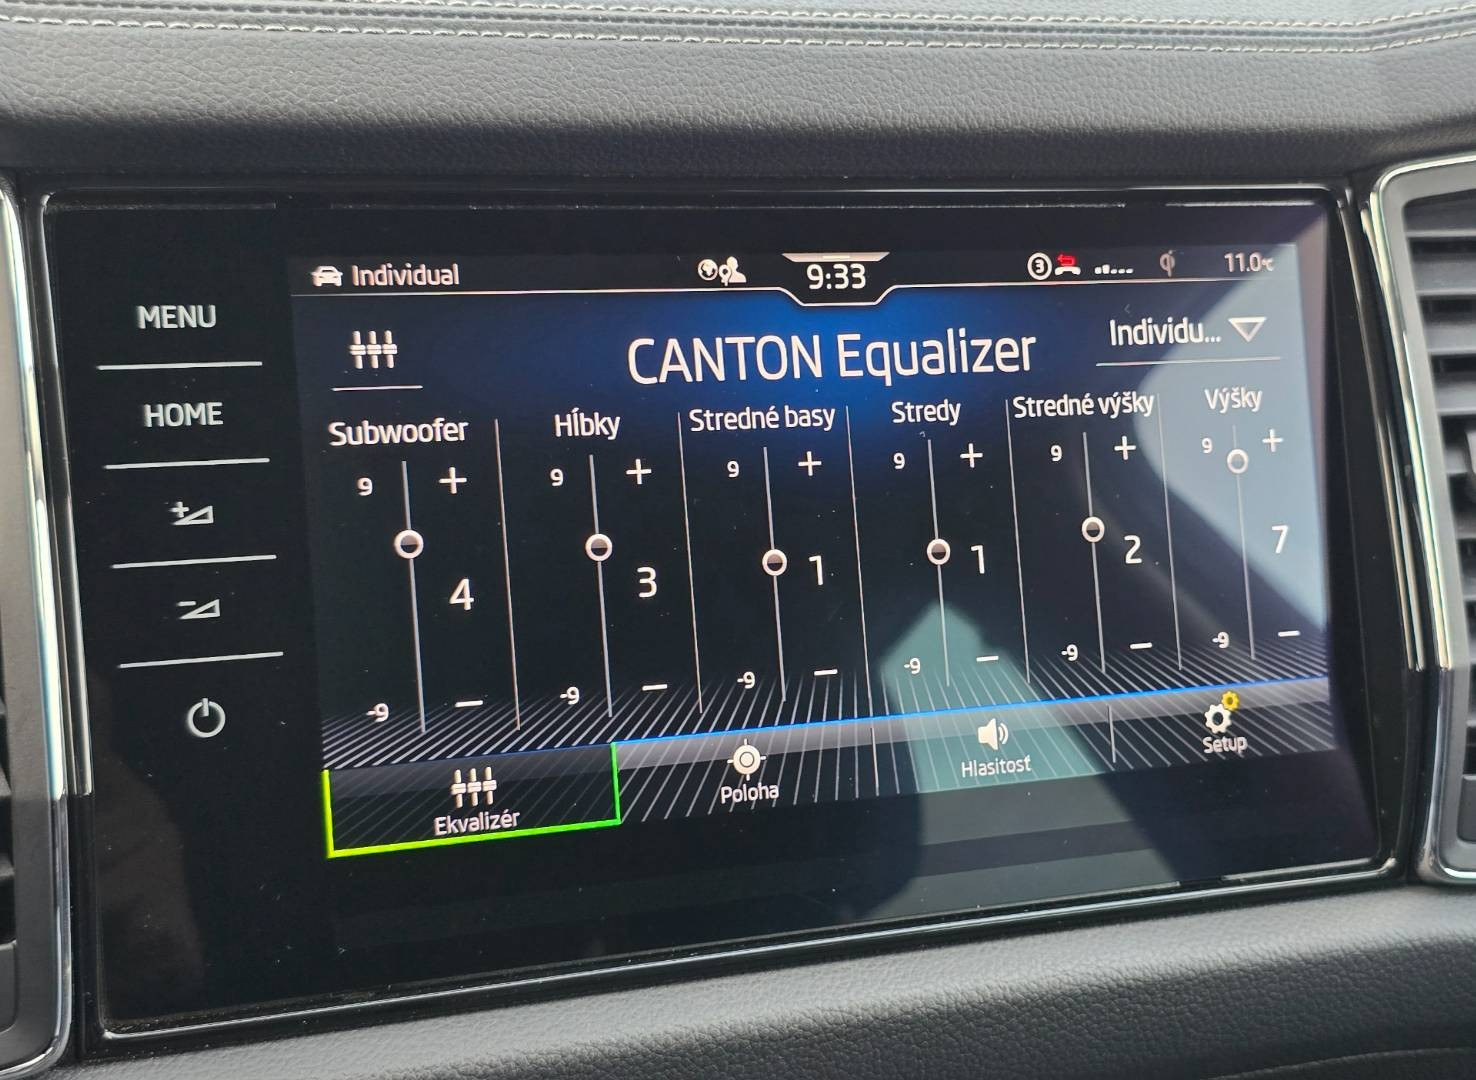 Individual
9:33
3
11.0°C
MENU
HOME
CANTON Equalizer
Individu...
Subwoofer
Hĺbky
Stredné basy
Stredy
Stredné výšky
Výšky
9 +
9 +
9 +
9 +
9 +
9 +
4
3
1
1
2
7
-9 −
-9 −
-9 −
-9 −
-9 −
-9 −
Ekvalizér
Poloha
Hlasitosť
Setup